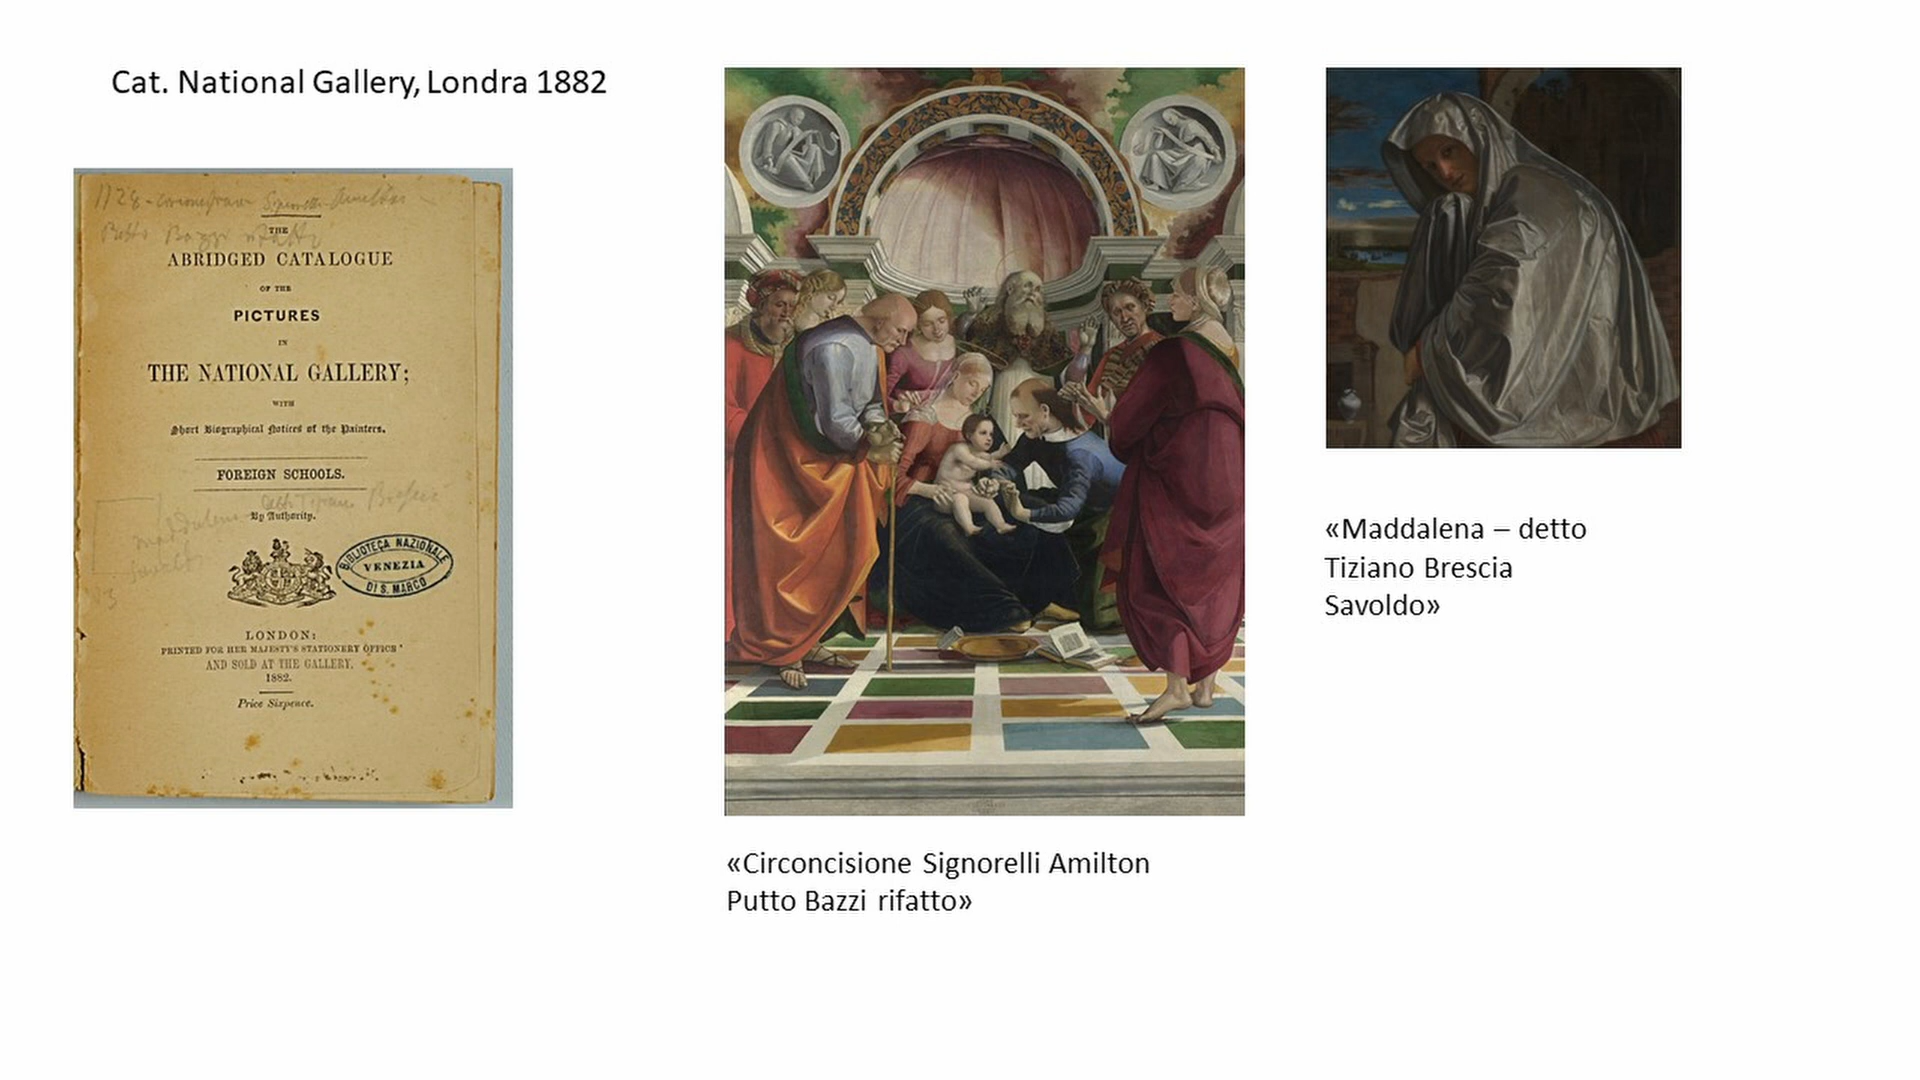 Cat. National Gallery, Londra 1882
1128 - Signorelli
THE
ABRIDGED CATALOGUE
OF THE
PICTURES
IN
THE NATIONAL GALLERY;
WITH
Short Biographical Notices of the Painters.
FOREIGN SCHOOLS.
By Authority.
BIBLIOTECA NAZIONALE
VENEZIA
DI S. MARCO
LONDON:
PRINTED FOR HER MAJESTY'S STATIONERY OFFICE
AND SOLD AT THE GALLERY.
1882.
Price Sixpence.
«Circoncisione Signorelli Amilton
Putto Bazzi rifatto»
«Maddalena – detto
Tiziano Brescia
Savoldo»